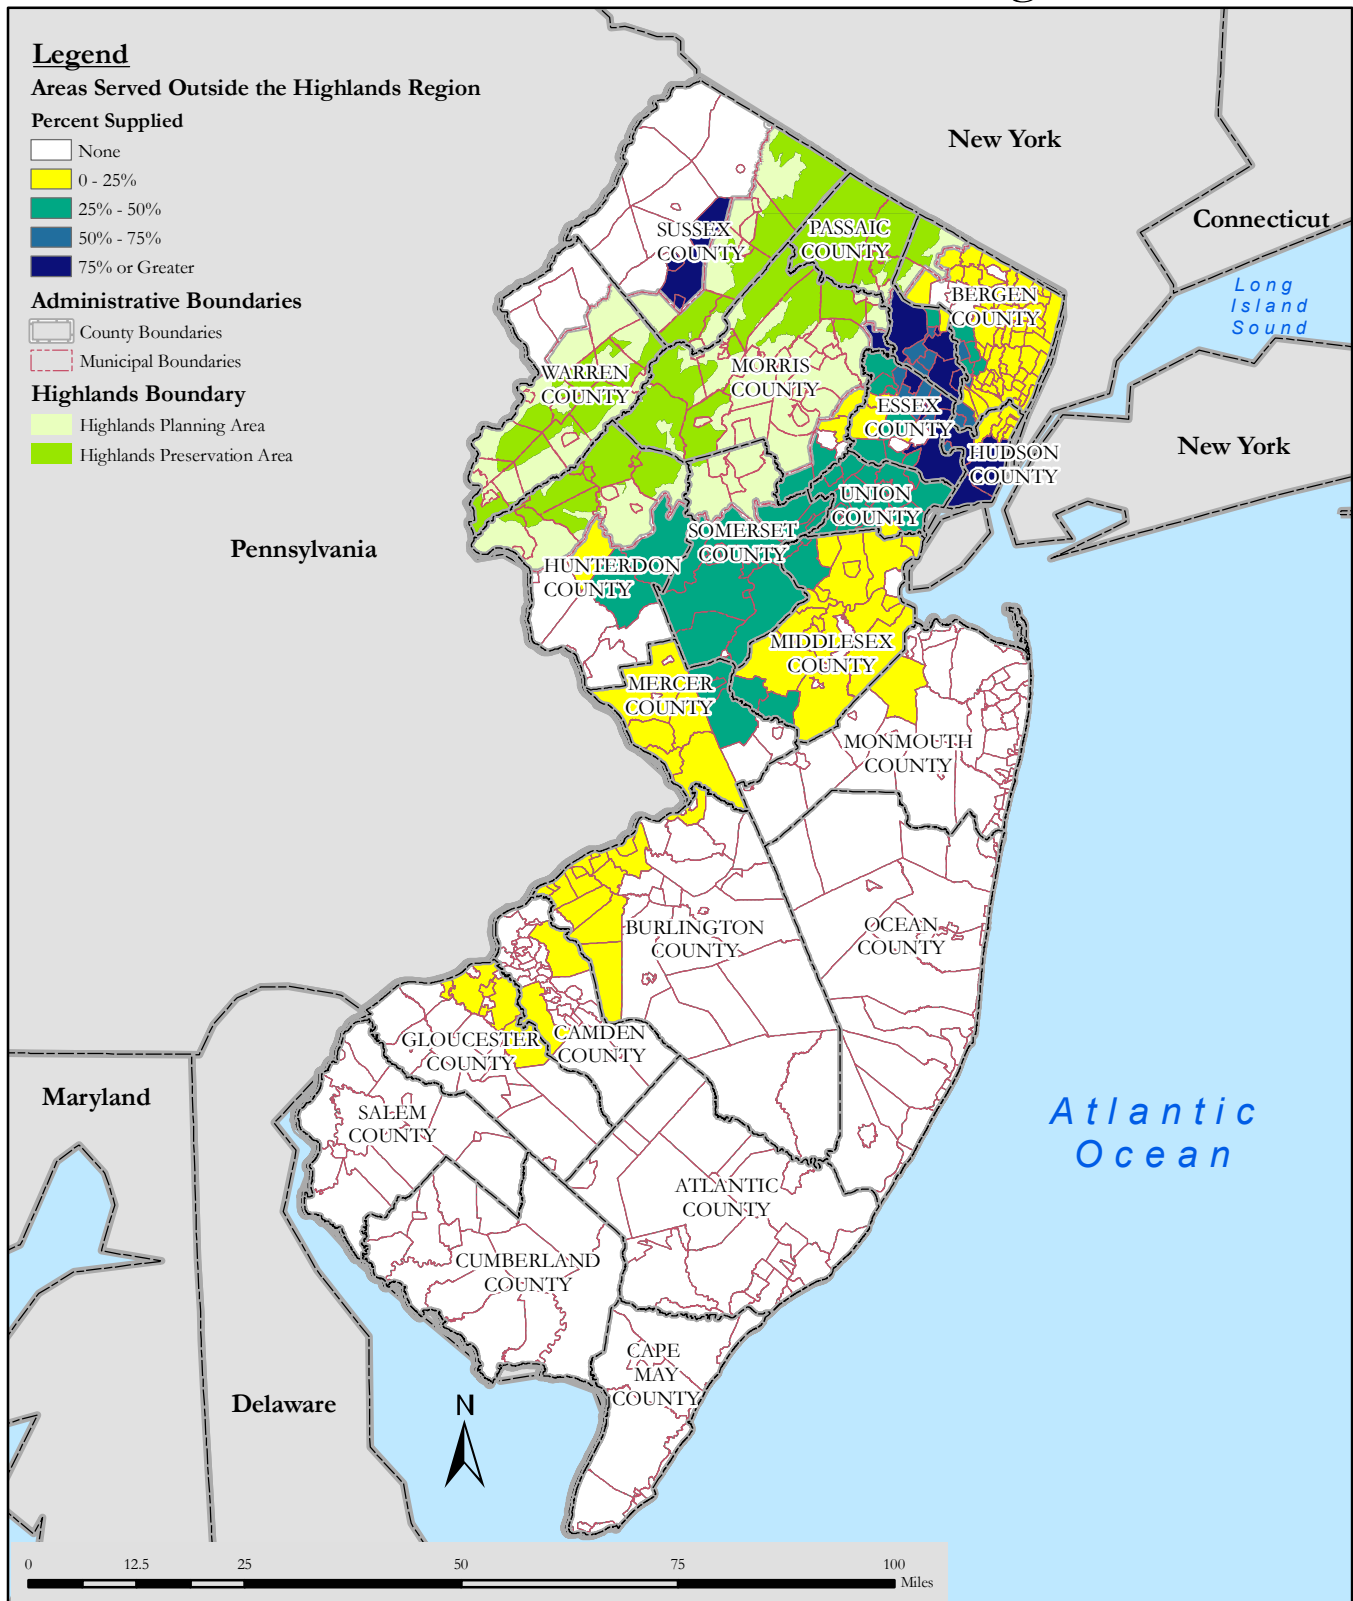 Legend
Areas Served Outside the Highlands Region
Percent Supplied
None
0 - 25%
25% - 50%
50% - 75%
75% or Greater
Administrative Boundaries
County Boundaries
Municipal Boundaries
Highlands Boundary
Highlands Planning Area
Highlands Preservation Area
New York
Connecticut
Long
Island
Sound
New York
Pennsylvania
SUSSEX
COUNTY
PASSAIC
COUNTY
BERGEN
COUNTY
WARREN
COUNTY
MORRIS
COUNTY
ESSEX
COUNTY
HUDSON
COUNTY
UNION
COUNTY
SOMERSET
COUNTY
HUNTERDON
COUNTY
MIDDLESEX
COUNTY
MERCER
COUNTY
MONMOUTH
COUNTY
OCEAN
COUNTY
BURLINGTON
COUNTY
CAMDEN
COUNTY
GLOUCESTER
COUNTY
SALEM
COUNTY
ATLANTIC
COUNTY
CUMBERLAND
COUNTY
CAPE
MAY
COUNTY
Maryland
Delaware
Atlantic
Ocean
N
0 12.5 25 50 75 100
Miles